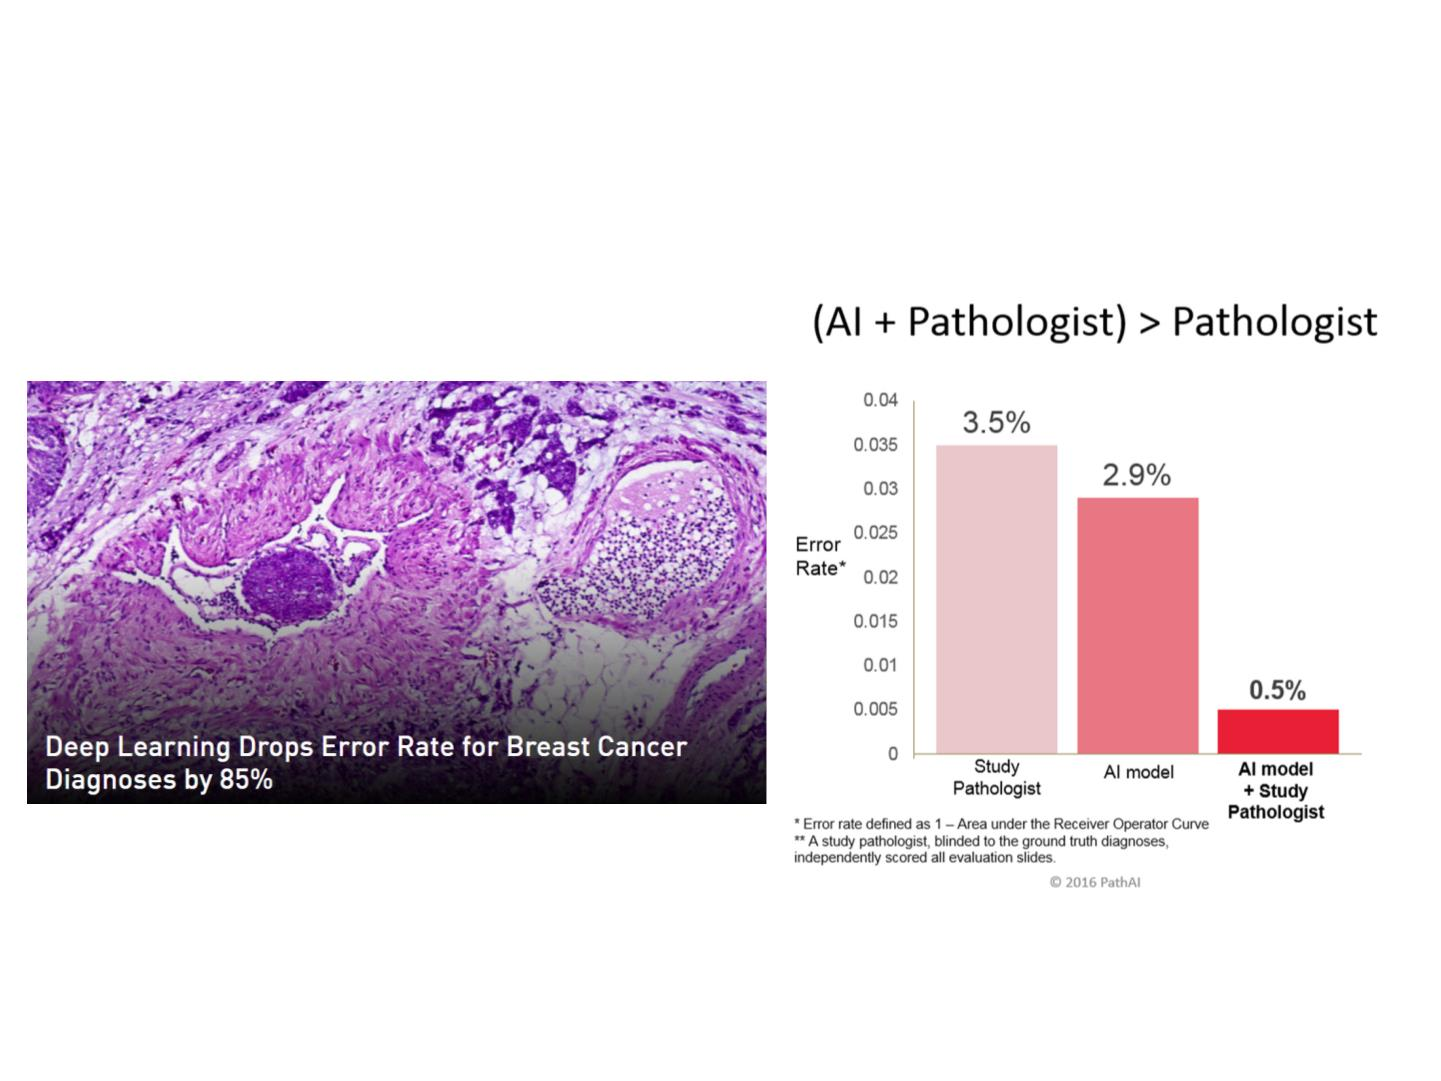 (AI + Pathologist) > Pathologist
Deep Learning Drops Error Rate for Breast Cancer
Diagnoses by 85%
0.04
0.035
0.03
0.025
0.02
0.015
0.01
0.005
0
Error
Rate*
3.5%
2.9%
0.5%
Study
Pathologist
AI model
AI model
+ Study
Pathologist
* Error rate defined as 1 – Area under the Receiver Operator Curve
** A study pathologist, blinded to the ground truth diagnoses,
independently scored all evaluation slides.
© 2016 PathAI